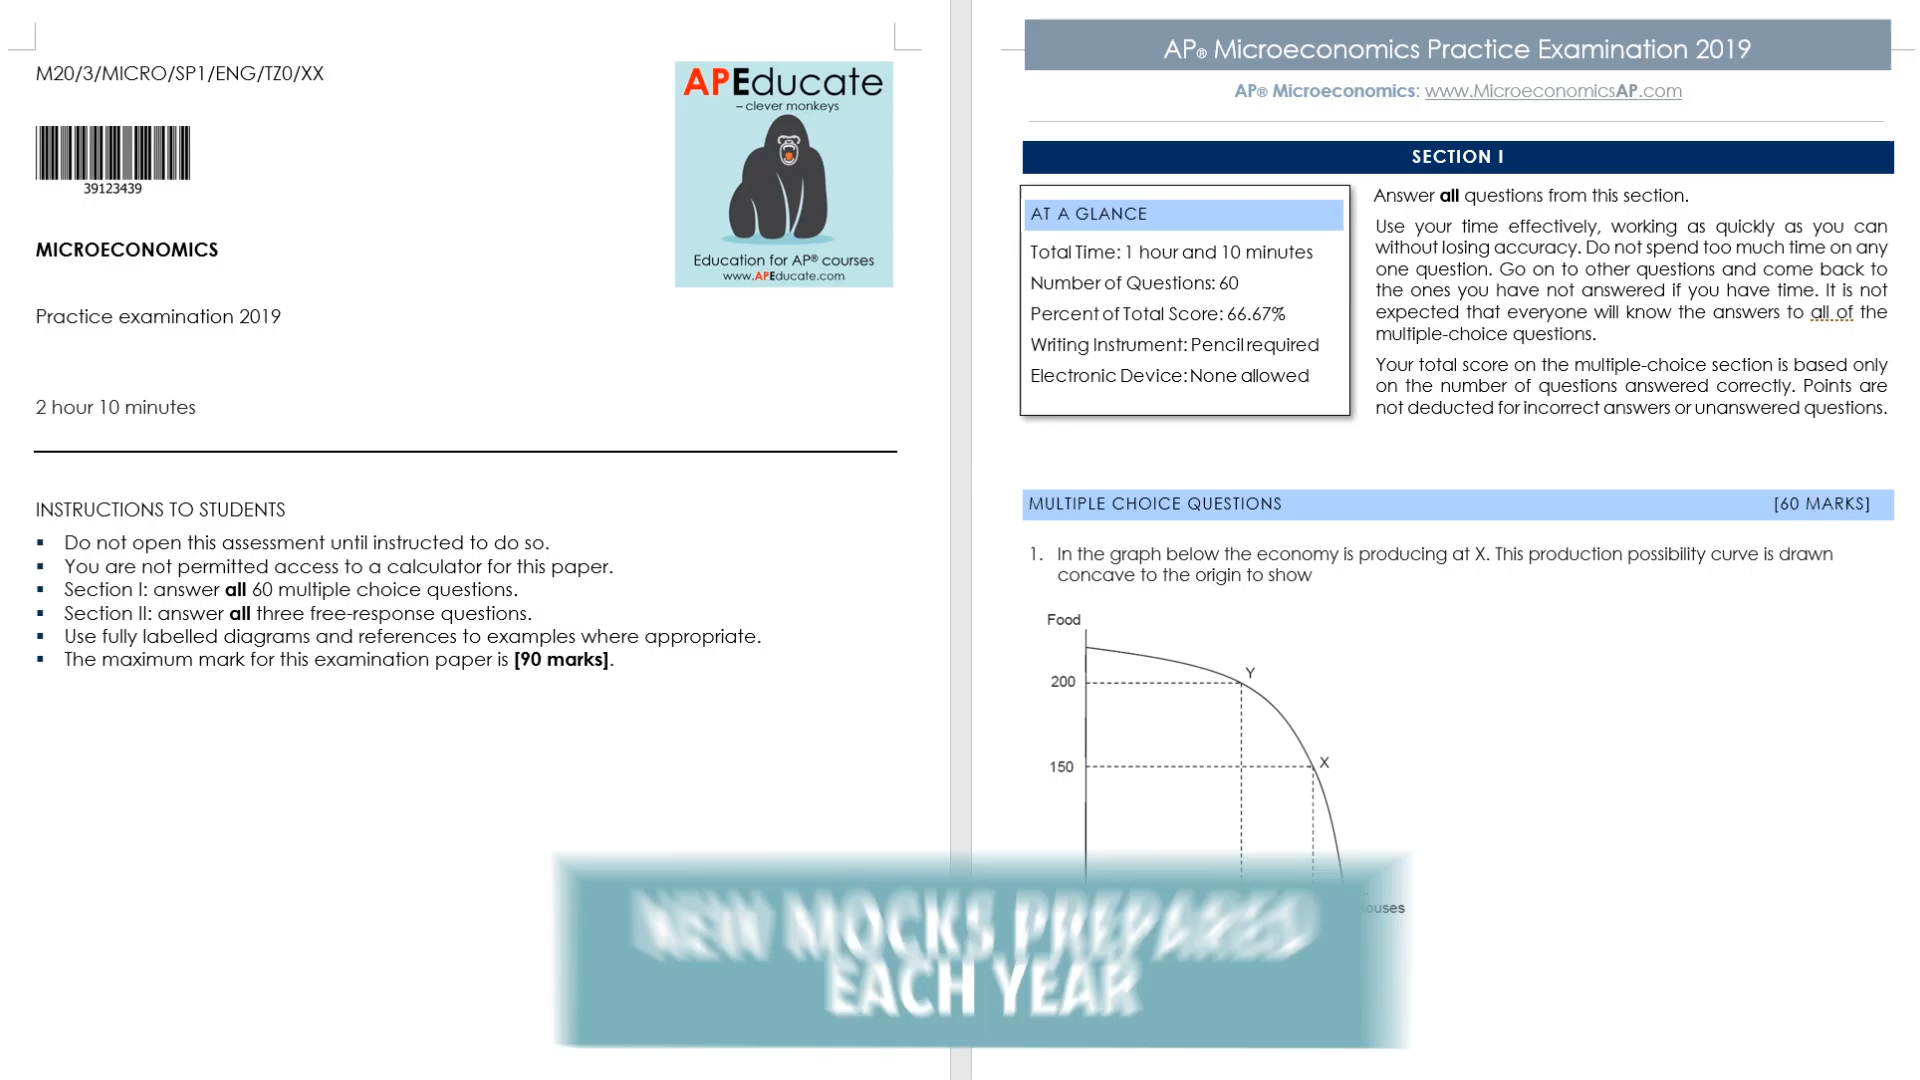 M20/3/MICRO/SP1/ENG/TZ0/XX
39123439
APEducate
– clever monkeys
Education for AP® courses
www.APEducate.com
MICROECONOMICS
Practice examination 2019
2 hour 10 minutes
INSTRUCTIONS TO STUDENTS
▪ Do not open this assessment until instructed to do so.
▪ You are not permitted access to a calculator for this paper.
▪ Section I: answer all 60 multiple choice questions.
▪ Section II: answer all three free-response questions.
▪ Use fully labelled diagrams and references to examples where appropriate.
▪ The maximum mark for this examination paper is [90 marks].
AP® Microeconomics Practice Examination 2019
AP® Microeconomics: www.MicroeconomicsAP.com
SECTION I
AT A GLANCE
Total Time: 1 hour and 10 minutes
Number of Questions: 60
Percent of Total Score: 66.67%
Writing Instrument: Pencil required
Electronic Device: None allowed
Answer all questions from this section.
Use your time effectively, working as quickly as you can
without losing accuracy. Do not spend too much time on any
one question. Go on to other questions and come back to
the ones you have not answered if you have time. It is not
expected that everyone will know the answers to all of the
multiple-choice questions.
Your total score on the multiple-choice section is based only
on the number of questions answered correctly. Points are
not deducted for incorrect answers or unanswered questions.
MULTIPLE CHOICE QUESTIONS [60 MARKS]
1. In the graph below the economy is producing at X. This production possibility curve is drawn
concave to the origin to show
Food
Y
200
X
150
NEW MOCKS PREPARED
EACH YEAR